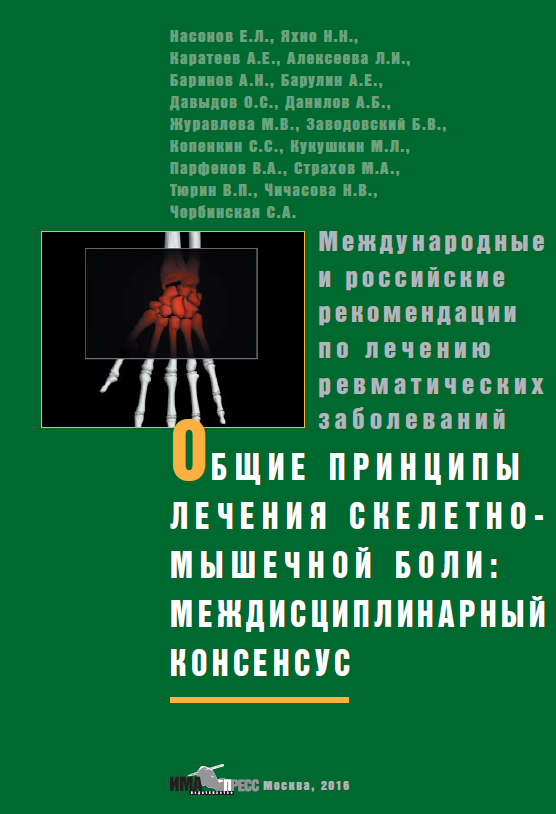 Насонов Е.Л., Яхно Н.Н.,
Каратеев А.Е., Алексеева Л.И.,
Баринов А.Н., Барулин А.Е.,
Давыдов О.С., Данилов А.Б.,
Журавлева М.В., Заводовский Б.В.,
Копенкин С.С., Кукушкин М.Л.,
Парфенов В.А., Страхов М.А.,
Тюрин В.П., Чичасова Н.В.,
Чорбинская С.А.
Международные
и российские
рекомендации
по лечению
ревматических
заболеваний
ОБЩИЕ ПРИНЦИПЫ
ЛЕЧЕНИЯ СКЕЛЕТНО-
МЫШЕЧНОЙ БОЛИ:
МЕЖДИСЦИПЛИНАРНЫЙ
КОНСЕНСУС
ИМА ПРЕСС Москва, 2016
издательство